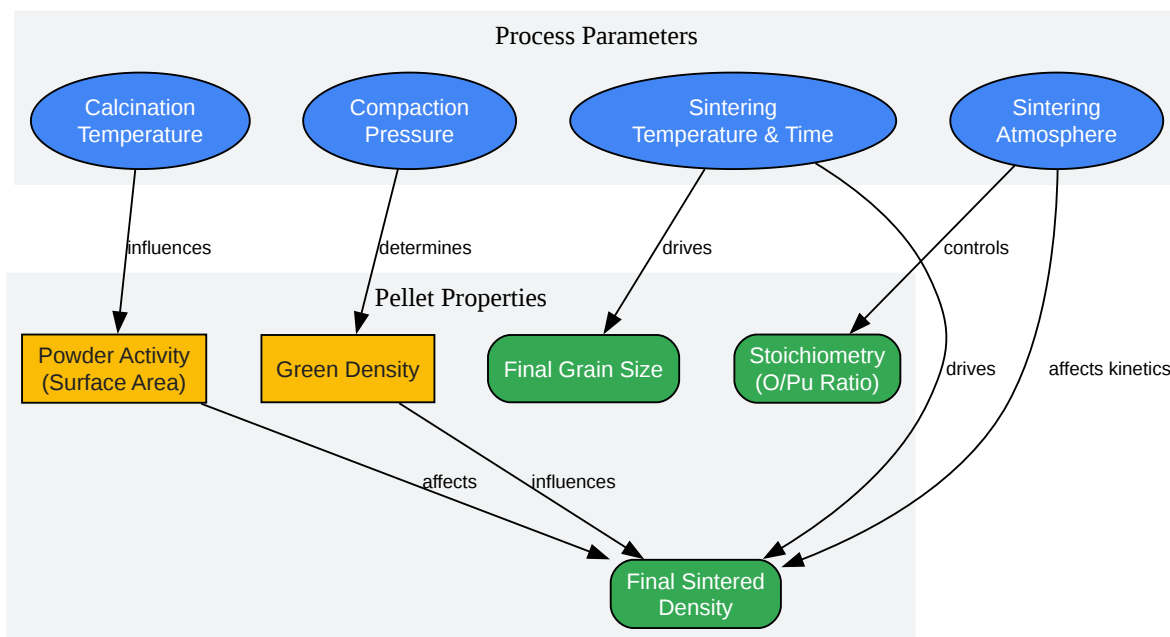 Process Parameters
Calcination
Temperature
Compaction
Pressure
Sintering
Temperature & Time
Sintering
Atmosphere
influences
determines
drives
controls
Pellet Properties
Powder Activity
(Surface Area)
Green Density
Final Grain Size
Stoichiometry
(O/Pu Ratio)
drives
affects kinetics
affects
influences
Final Sintered
Density